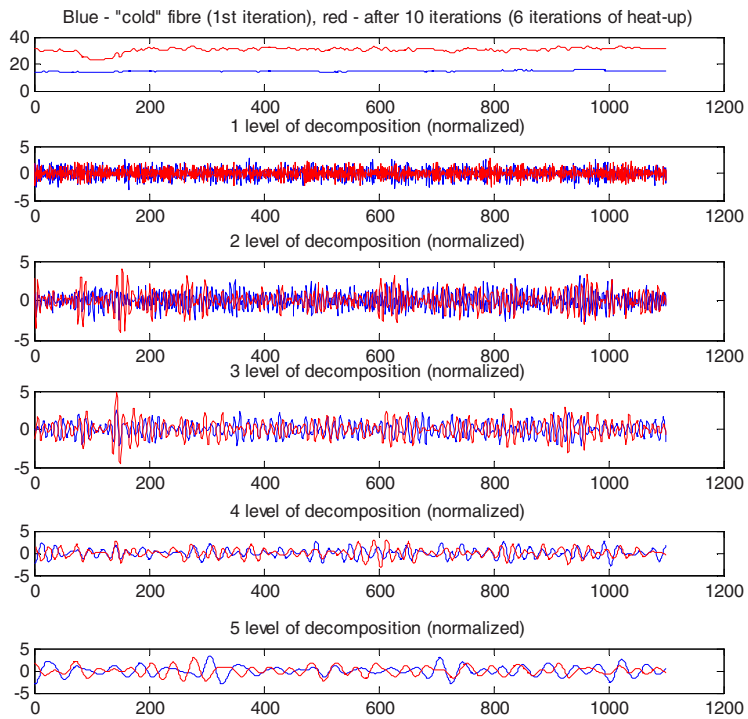 Blue - "cold" fibre (1st iteration), red - after 10 iterations (6 iterations of heat-up)
40
20
0
0 200 400 600 800 1000 1200
1 level of decomposition (normalized)
5
0
-5
0 200 400 600 800 1000 1200
2 level of decomposition (normalized)
5
0
-5
0 200 400 600 800 1000 1200
3 level of decomposition (normalized)
5
0
-5
0 200 400 600 800 1000 1200
4 level of decomposition (normalized)
5
0
-5
0 200 400 600 800 1000 1200
5 level of decomposition (normalized)
5
0
-5
0 200 400 600 800 1000 1200